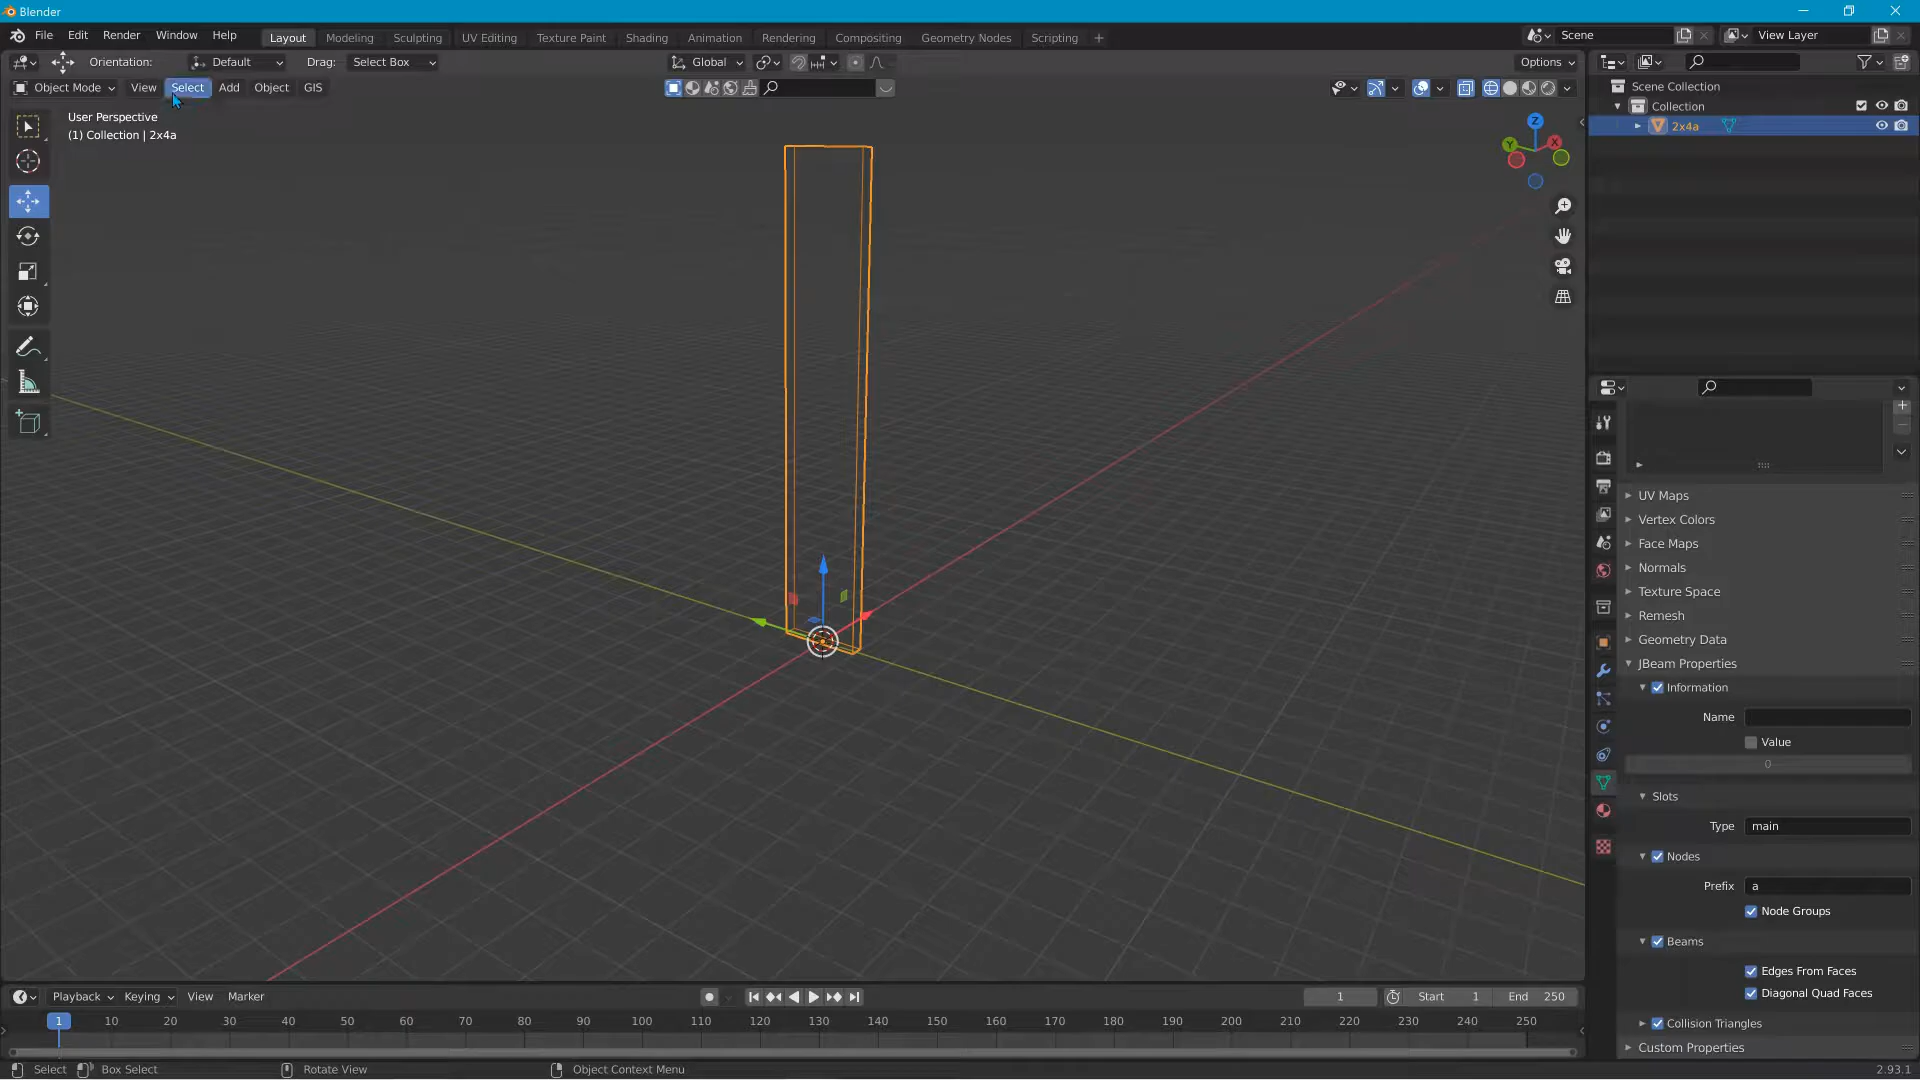 Blender
File Edit Render Window Help Layout Modeling Sculpting UV Editing Texture Paint Shading Animation Rendering Compositing Geometry Nodes Scripting + Scene View Layer
Orientation: Default Drag: Select Box Global Options
Object Mode View Select Add Object GIS
User Perspective
(1) Collection | 2x4a
Z
Y
X
Scene Collection
Collection
2x4a
UV Maps
Vertex Colors
Face Maps
Normals
Texture Space
Remesh
Geometry Data
JBeam Properties
Information
Name
Value
0
Slots
Type main
Nodes
Prefix a
Node Groups
Beams
Edges From Faces
Diagonal Quad Faces
Collision Triangles
Custom Properties
Playback Keying View Marker 1 Start 1 End 250
1 10 20 30 40 50 60 70 80 90 100 110 120 130 140 150 160 170 180 190 200 210 220 230 240 250
Select Box Select Rotate View Object Context Menu 2.93.1